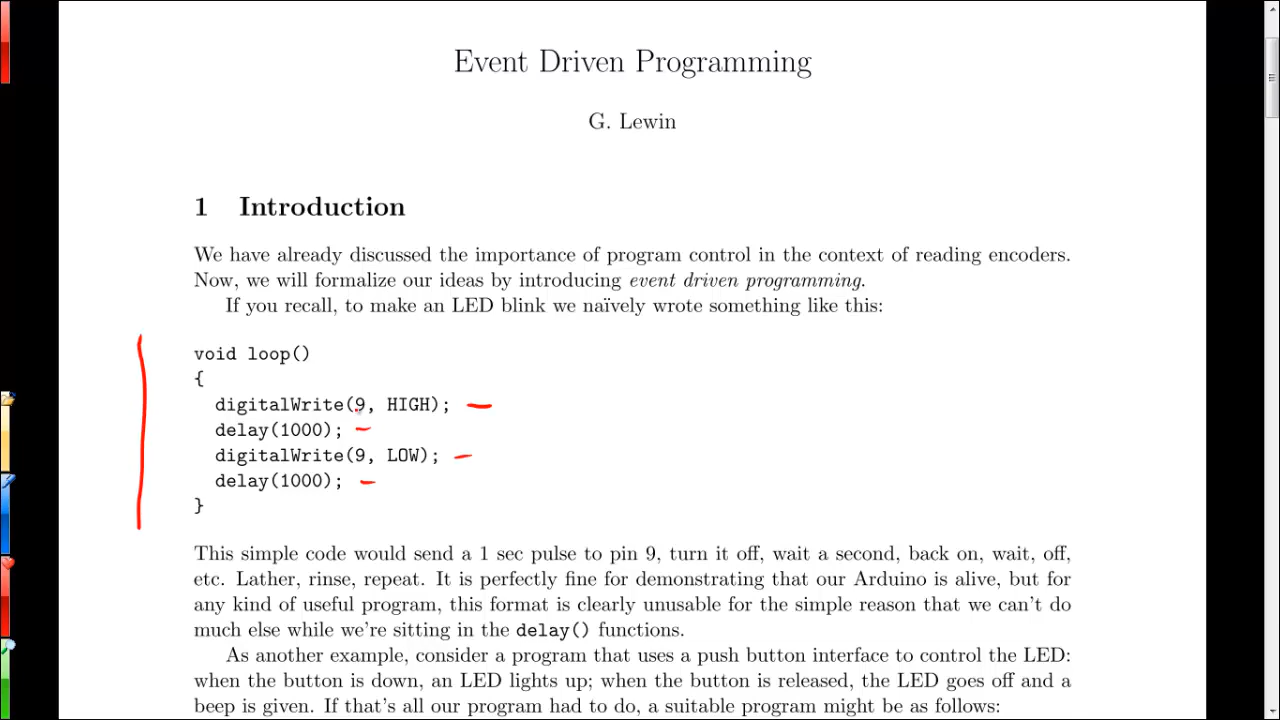 Event Driven Programming
G. Lewin
1 Introduction
We have already discussed the importance of program control in the context of reading encoders.
Now, we will formalize our ideas by introducing event driven programming.
If you recall, to make an LED blink we naïvely wrote something like this:
void loop()
{
digitalWrite(9, HIGH);
delay(1000);
digitalWrite(9, LOW);
delay(1000);
}
This simple code would send a 1 sec pulse to pin 9, turn it off, wait a second, back on, wait, off,
etc. Lather, rinse, repeat. It is perfectly fine for demonstrating that our Arduino is alive, but for
any kind of useful program, this format is clearly unusable for the simple reason that we can't do
much else while we're sitting in the delay() functions.
As another example, consider a program that uses a push button interface to control the LED:
when the button is down, an LED lights up; when the button is released, the LED goes off and a
beep is given. If that's all our program had to do, a suitable program might be as follows: